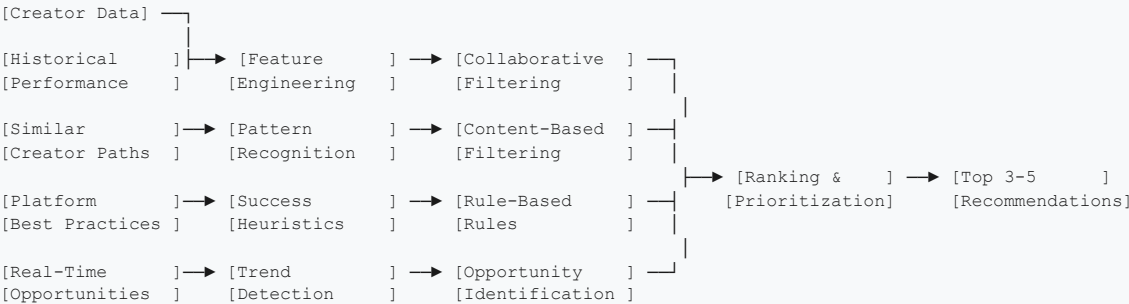 [Creator Data]
[Historical ] [Feature ] [Collaborative ]
[Performance ] [Engineering ] [Filtering ]
[Similar ] [Pattern ] [Content-Based ]
[Creator Paths ] [Recognition ] [Filtering ]
[Ranking & ] [Top 3-5 ]
[Platform ] [Success ] [Rule-Based ]
[Prioritization] [Recommendations]
[Best Practices ] [Heuristics ] [Rules ]
[Real-Time ] [Trend ] [Opportunity ]
[Opportunities ] [Detection ] [Identification ]